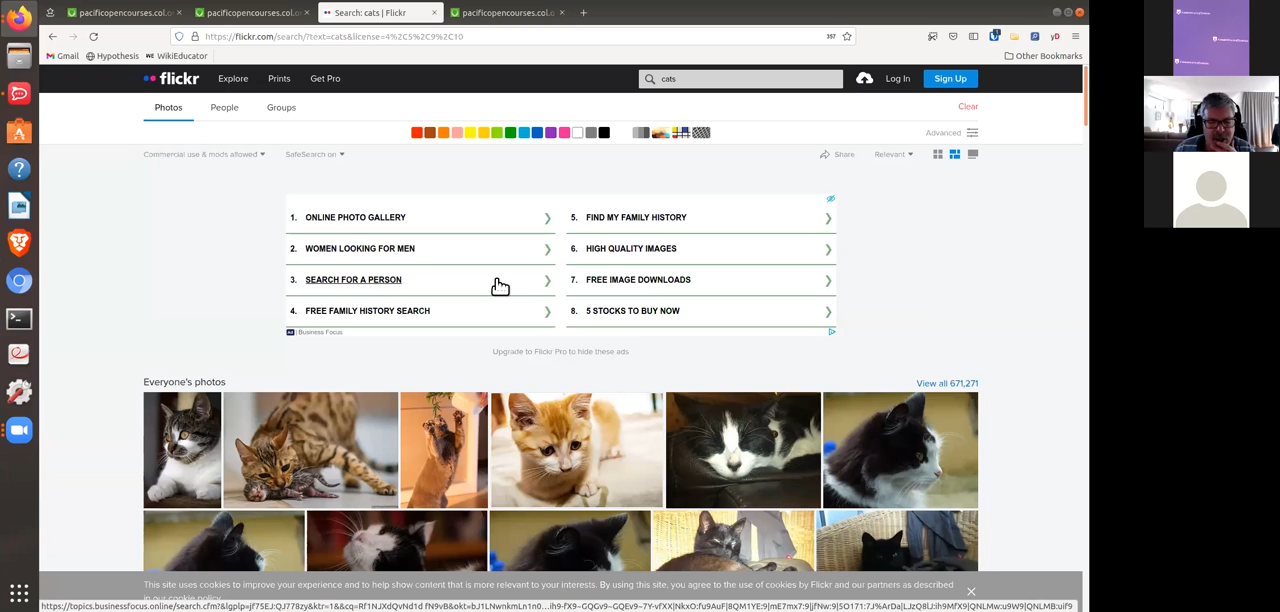 pacificopencourses.col.o
pacificopencourses.col.o
Search: cats | Flickr
pacificopencourses.col.o
https://flickr.com/search/?text=cats&license=4%2C5%2C9%2C10
357
Gmail
Hypothesis
WikiEducator
Other Bookmarks
flickr
Explore
Prints
Get Pro
cats
Log In
Sign Up
Photos
People
Groups
Clear
Advanced
Commercial use & mods allowed
SafeSearch on
Share
Relevant
1. ONLINE PHOTO GALLERY
2. WOMEN LOOKING FOR MEN
3. SEARCH FOR A PERSON
4. FREE FAMILY HISTORY SEARCH
5. FIND MY FAMILY HISTORY
6. HIGH QUALITY IMAGES
7. FREE IMAGE DOWNLOADS
8. 5 STOCKS TO BUY NOW
Ad | Business Focus
Upgrade to Flickr Pro to hide these ads
Everyone's photos
View all 671,271
This site uses cookies to improve your experience and to help show content that is more relevant to your interests. By using this site, you agree to the use of cookies by Flickr and our partners as described
in our cookie policy